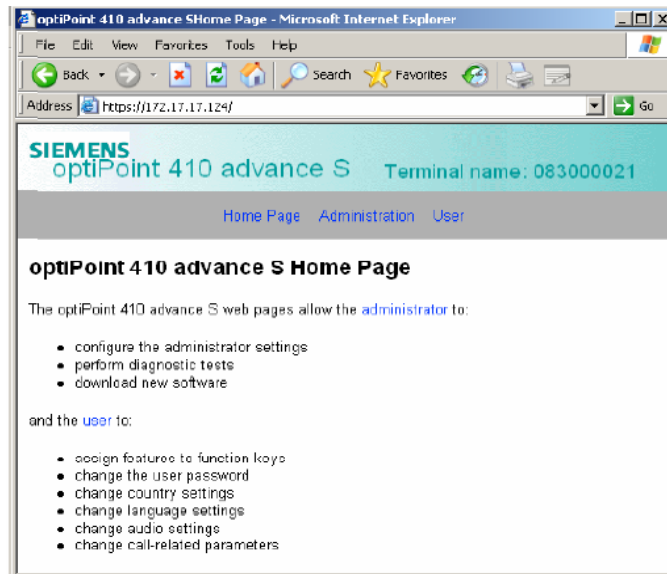 optiPoint 410 advance SHome Page - Microsoft Internet Explorer
File Edit View Favorites Tools Help
Back Search Favorites
Address https://172.17.17.124/ Go
SIEMENS
optiPoint 410 advance S Terminal name: 083000021
Home Page Administration User
optiPoint 410 advance S Home Page
The optiPoint 410 advance S web pages allow the administrator to:
configure the administrator settings
perform diagnostic tests
download new software
and the user to:
assign features to function keys
change the user password
change country settings
change language settings
change audio settings
change call-related parameters